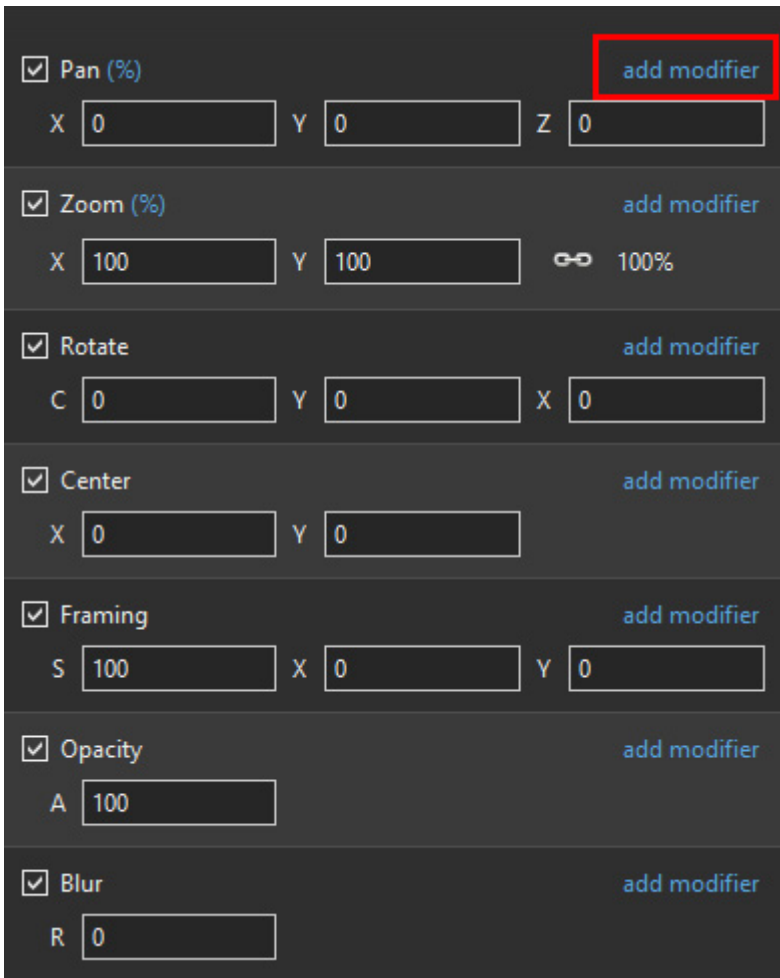 Pan (%) add modifier
X 0 Y 0 Z 0
Zoom (%) add modifier
X 100 Y 100 100%
Rotate add modifier
C 0 Y 0 X 0
Center add modifier
X 0 Y 0
Framing add modifier
S 100 X 0 Y 0
Opacity add modifier
A 100
Blur add modifier
R 0